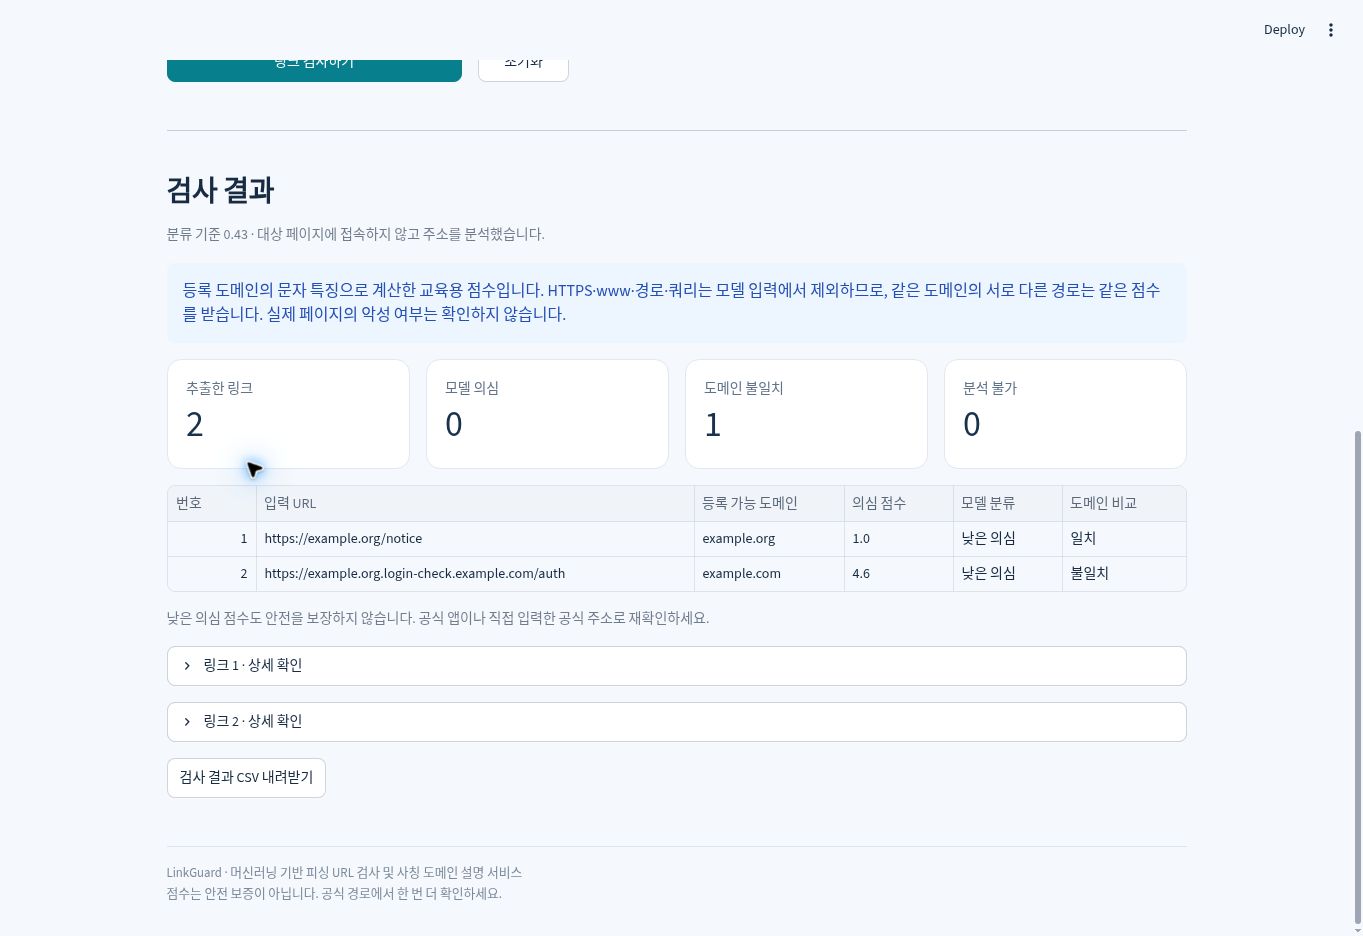 Deploy
링크 검사하기
초기화
검사 결과
분류 기준 0.43 · 대상 페이지에 접속하지 않고 주소를 분석했습니다.
등록 도메인의 문자 특징으로 계산한 교육용 점수입니다. HTTPS·www·경로·쿼리는 모델 입력에서 제외하므로, 같은 도메인의 서로 다른 경로는 같은 점수
를 받습니다. 실제 페이지의 악성 여부는 확인하지 않습니다.
추출한 링크
2
모델 의심
0
도메인 불일치
1
분석 불가
0
번호 입력 URL 등록 가능 도메인 의심 점수 모델 분류 도메인 비교
1 https://example.org/notice example.org 1.0 낮은 의심 일치
2 https://example.org.login-check.example.com/auth example.com 4.6 낮은 의심 불일치
낮은 의심 점수도 안전을 보장하지 않습니다. 공식 앱이나 직접 입력한 공식 주소로 재확인하세요.
링크 1 · 상세 확인
링크 2 · 상세 확인
검사 결과 CSV 내려받기
LinkGuard · 머신러닝 기반 피싱 URL 검사 및 사칭 도메인 설명 서비스
점수는 안전 보증이 아닙니다. 공식 경로에서 한 번 더 확인하세요.